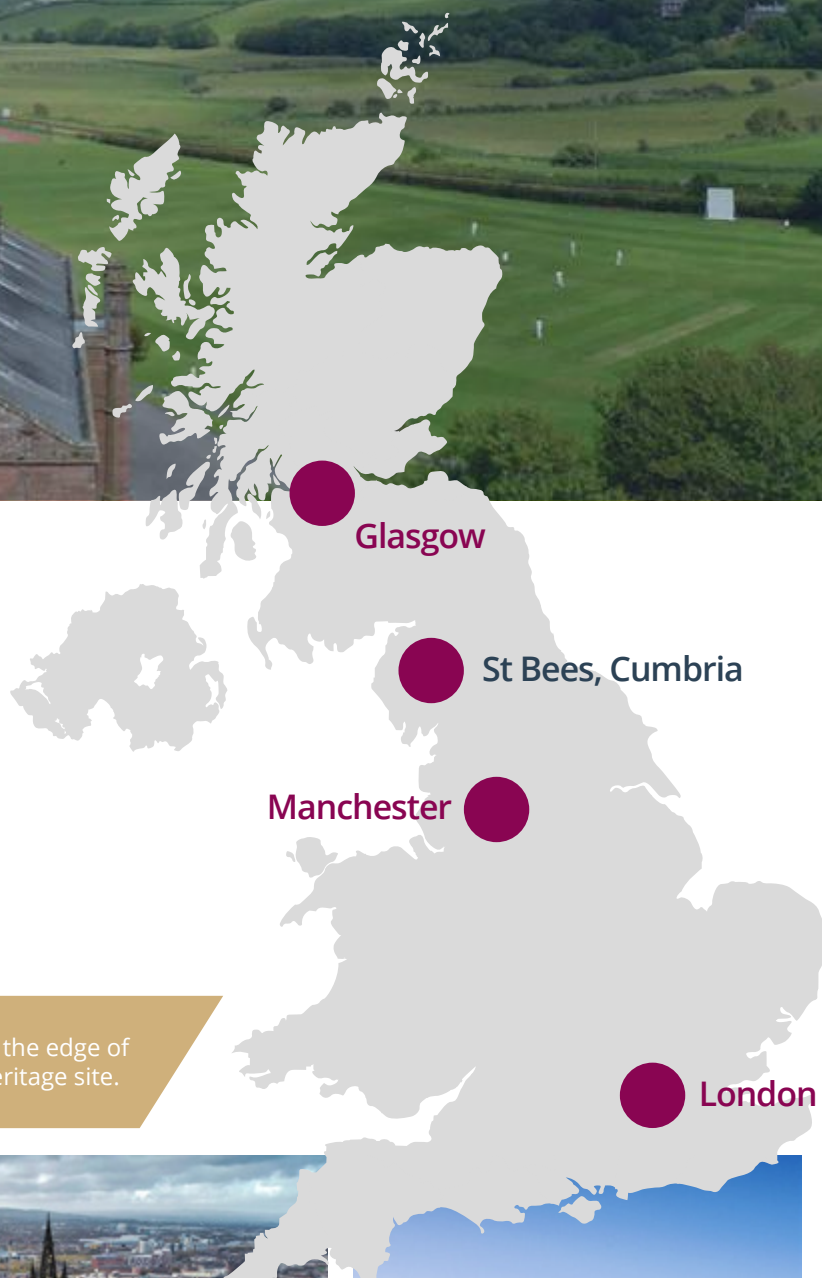 Glasgow
St Bees, Cumbria
Manchester
the edge of
eritage site.
London